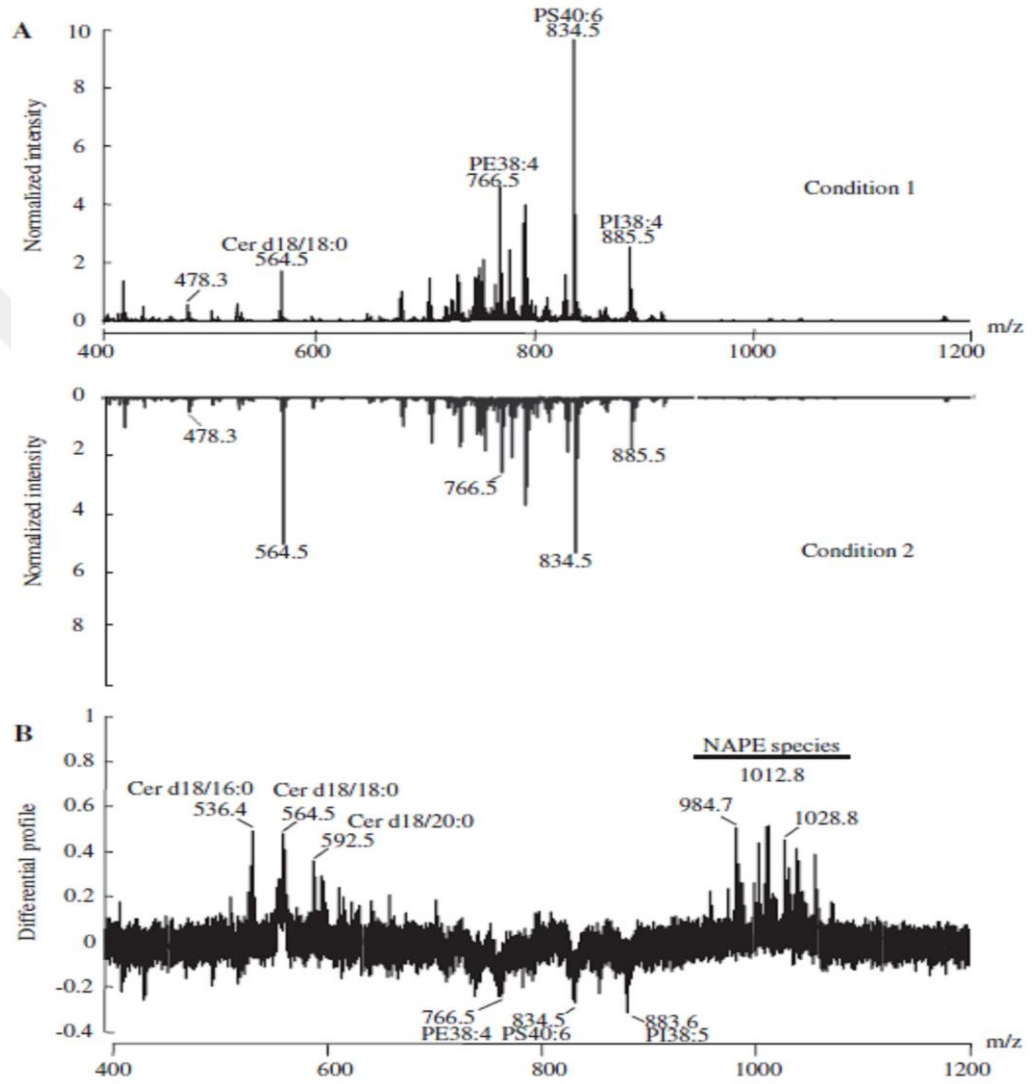 A
10
8
6
4
2
0
Normalized intensity
PS40:6
834.5
PE38:4
766.5
Condition 1
PI38:4
885.5
Cer d18/18:0
564.5
478.3
m/z
400
600
800
1000
1200
0
2
4
6
8
Normalized intensity
478.3
885.5
766.5
564.5
834.5
Condition 2
B
1
0.8
0.6
0.4
0.2
0
-0.2
-0.4
Differential profile
NAPE species
1012.8
Cer d18/16:0
536.4
Cer d18/18:0
564.5
Cer d18/20:0
592.5
984.7
1028.8
766.5
PE38:4
834.5
PS40:6
883.6
PI38:5
m/z
400
600
800
1000
1200